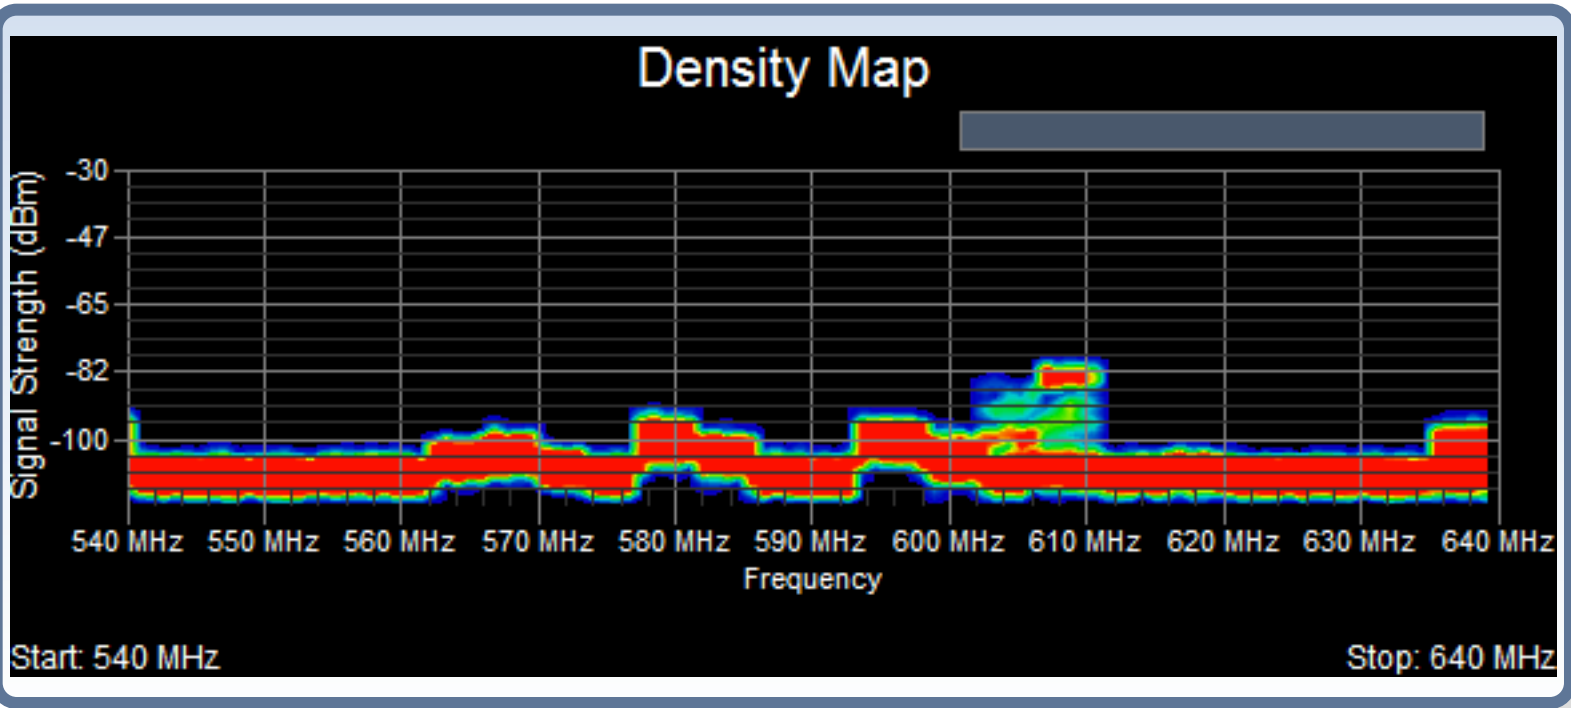 Density Map
Signal Strength (dBm)
-30
-47
-65
-82
-100
540 MHz 550 MHz 560 MHz 570 MHz 580 MHz 590 MHz 600 MHz 610 MHz 620 MHz 630 MHz 640 MHz
Frequency
Start: 540 MHz
Stop: 640 MHz